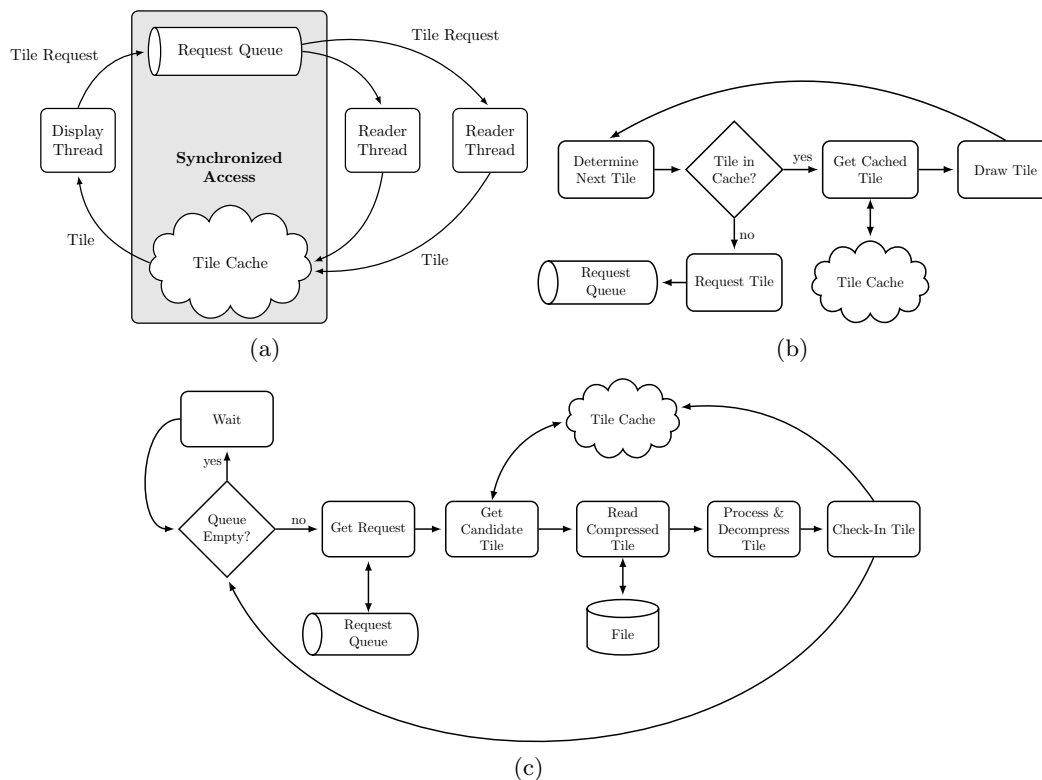 Tile Request
Request Queue
Tile Request
Display
Thread
Reader
Thread
Reader
Thread
Synchronized
Access
Tile
Tile Cache
Tile
(a)
Determine
Next Tile
Tile in
Cache?
yes
Get Cached
Tile
Draw Tile
no
Request
Queue
Request Tile
Tile Cache
(b)
Wait
yes
Queue
Empty?
no
Get Request
Request
Queue
Tile Cache
Get
Candidate
Tile
Read
Compressed
Tile
File
Process &
Decompress
Tile
Check-In Tile
(c)